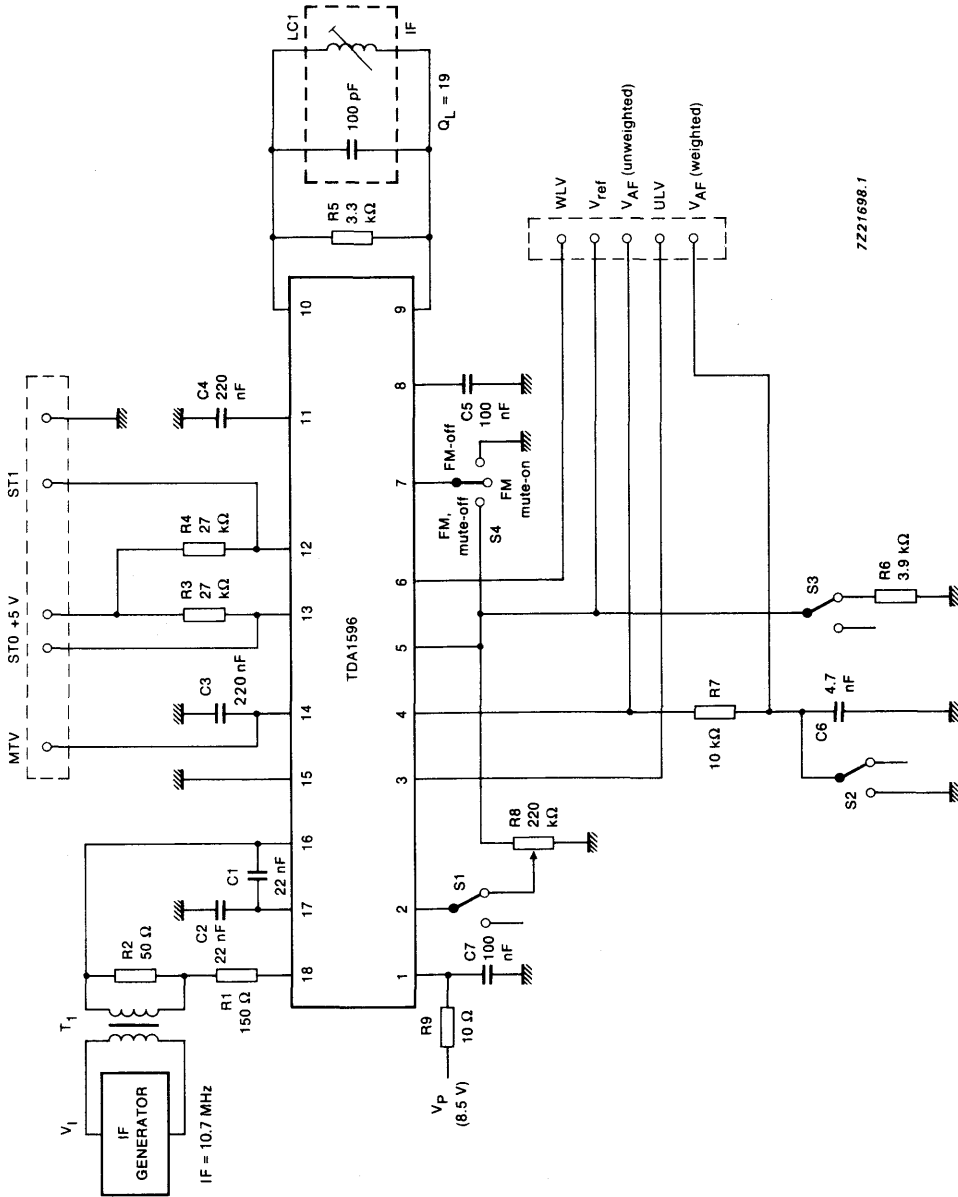 V_I
IF
GENERATOR
IF = 10.7 MHz
T_1
R2
50 Ω
R1
150 Ω
C2
22 nF
C1
22 nF
MTV
ST0 +5 V
ST1
C3
220 nF
R3
27
kΩ
R4
27
kΩ
C4
220
nF
18
17
16
15
14
13
12
11
10
TDA1596
1
2
3
4
5
6
7
8
9
LC1
100 pF
IF
R5
3.3
kΩ
Q_L = 19
V_P
(8.5 V)
R9
10 Ω
C7
100
nF
S1
R8
220
kΩ
FM,
mute-off
S4
FM-off
FM
mute-on
C5
100
nF
R7
10 kΩ
S2
C6
4.7
nF
S3
R6
3.9 kΩ
WLV
V_ref
V_AF (unweighted)
ULV
V_AF (weighted)
7Z21698.1